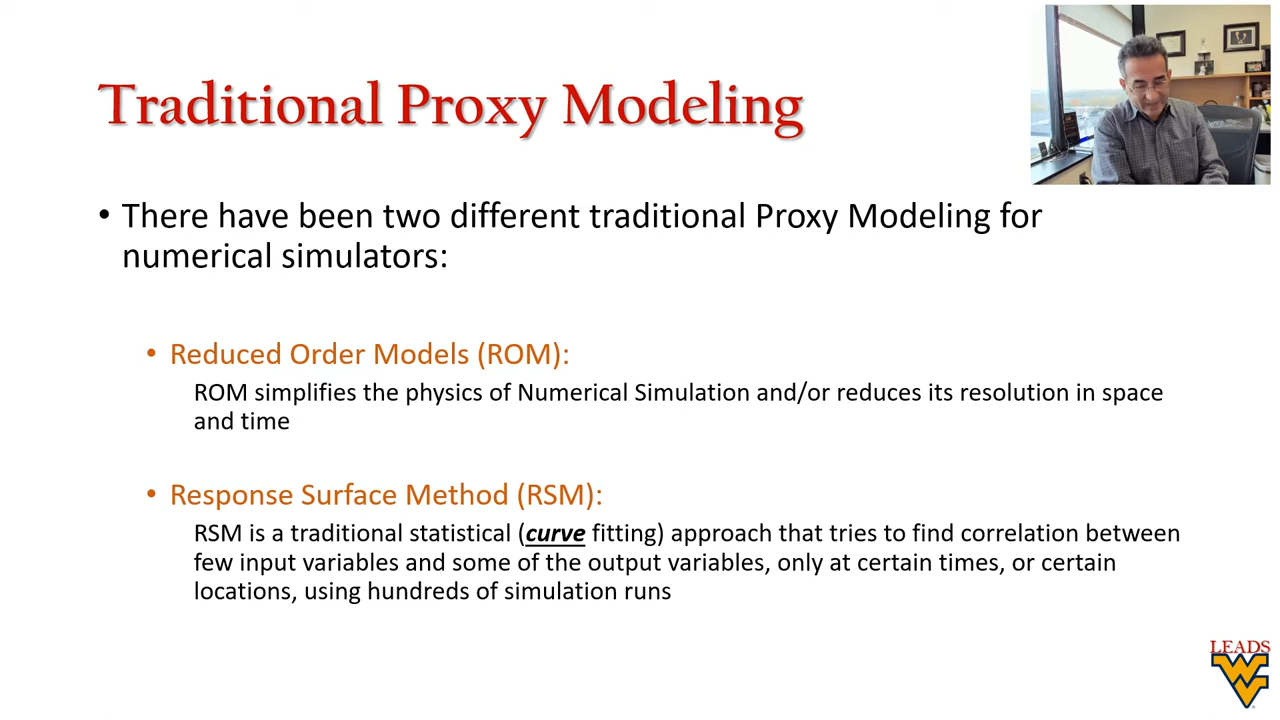 Traditional Proxy Modeling
• There have been two different traditional Proxy Modeling for
numerical simulators:
• Reduced Order Models (ROM):
ROM simplifies the physics of Numerical Simulation and/or reduces its resolution in space
and time
• Response Surface Method (RSM):
RSM is a traditional statistical (curve fitting) approach that tries to find correlation between
few input variables and some of the output variables, only at certain times, or certain
locations, using hundreds of simulation runs
LEADS
WV